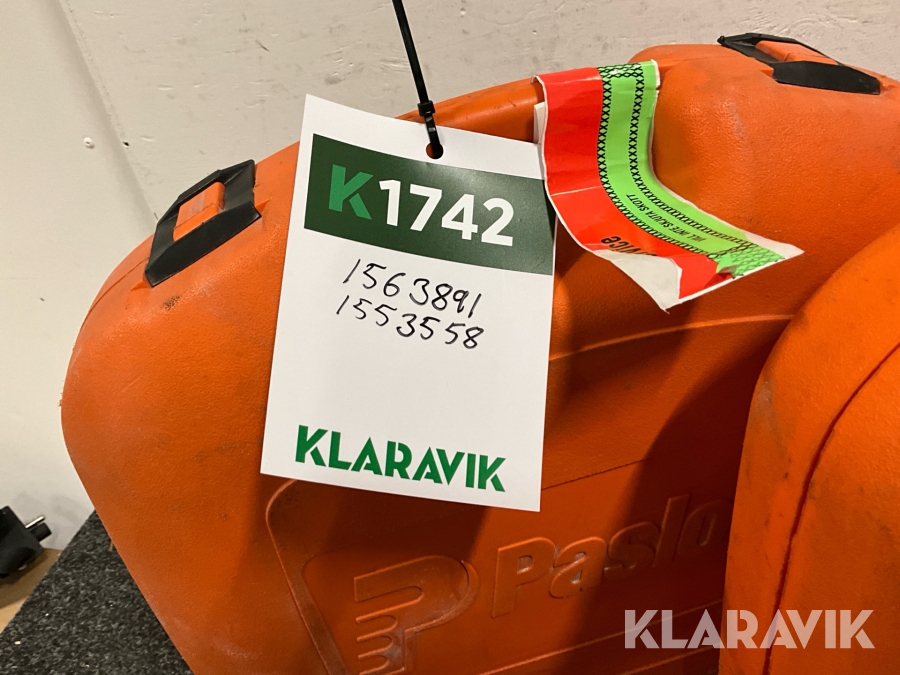 K1742
1563891
1553558
KLARAVIK
Paslo
KLARAVIK